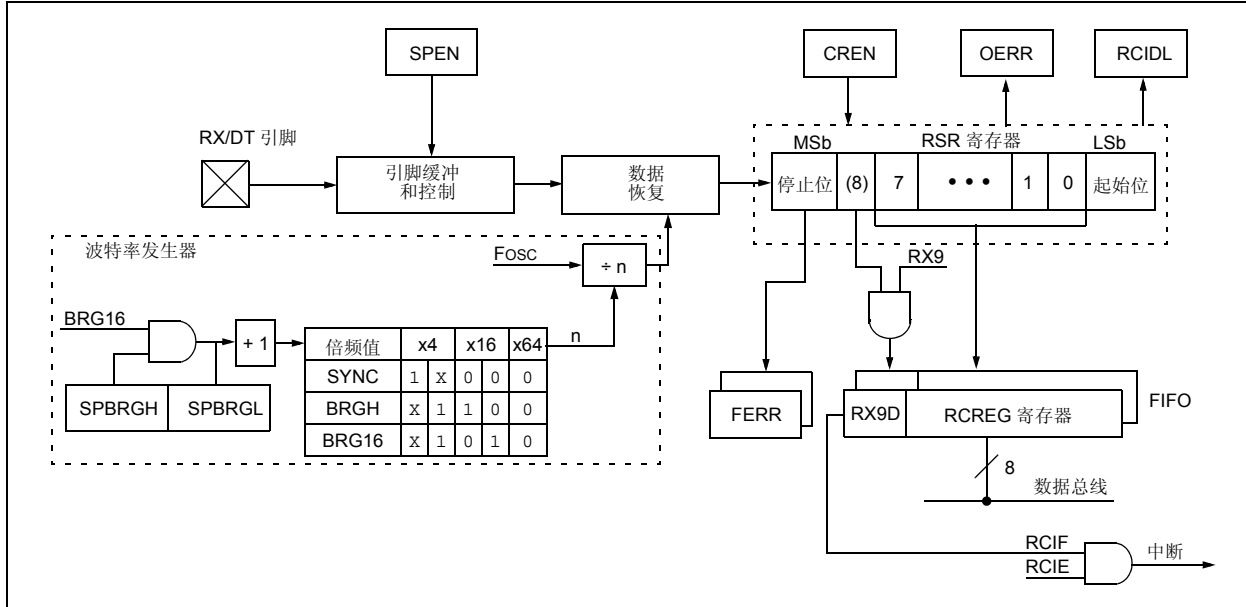 SPEN
CREN
OERR
RCIDL
RX/DT 引脚
引脚缓冲
和控制
数据
恢复
MSb
RSR 寄存器
LSb
停止位
(8)
7
• • •
1
0
起始位
波特率发生器
FOSC
÷ n
RX9
BRG16
+ 1
n
倍频值 x4 x16 x64
SYNC 1 X 0 0 0
BRGH X 1 1 0 0
BRG16 X 1 0 1 0
SPBRGH
SPBRGL
FERR
RX9D
RCREG 寄存器
FIFO
8
数据总线
RCIF
RCIE
中断